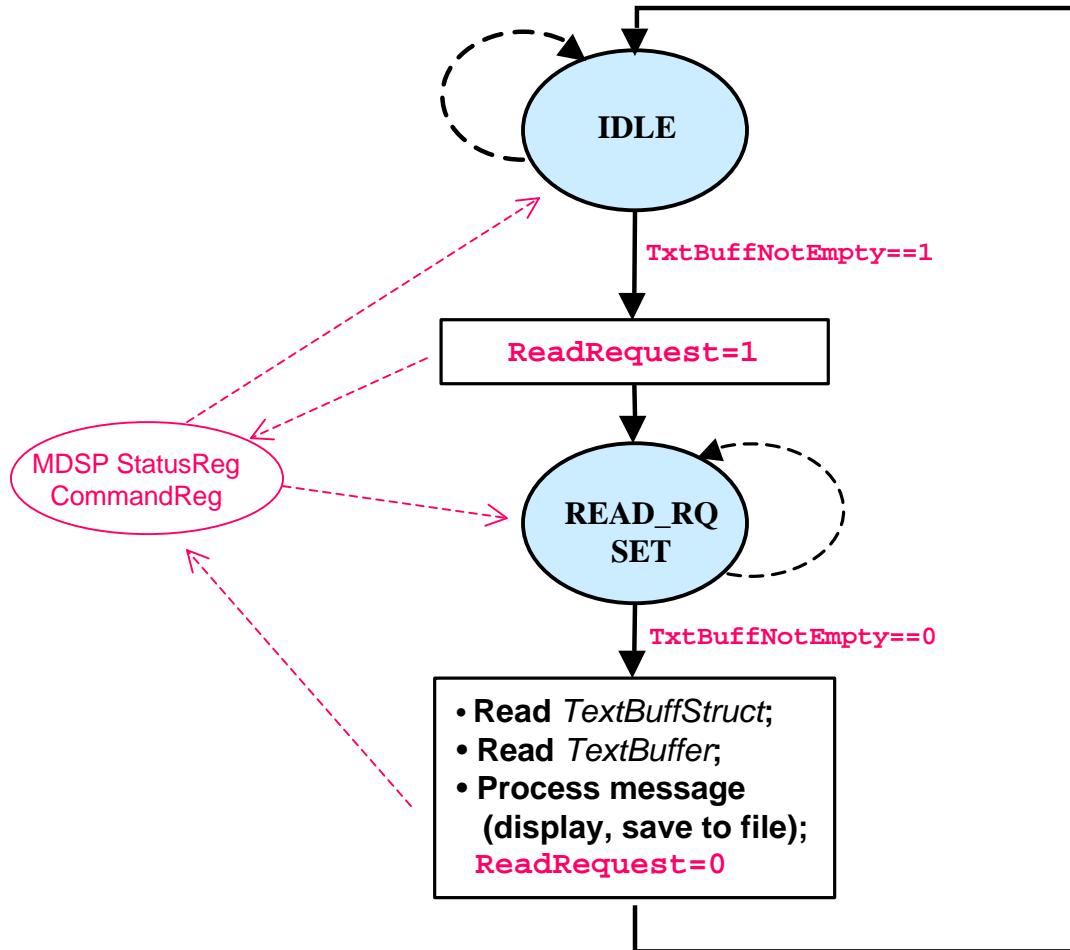 IDLE
TxtBuffNotEmpty==1
ReadRequest=1
MDSP StatusReg
CommandReg
READ_RQ
SET
TxtBuffNotEmpty==0
• Read TextBuffStruct;
• Read TextBuffer;
• Process message
(display, save to file);
ReadRequest=0